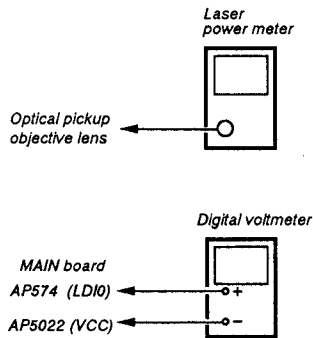 Laser
power meter
Optical pickup
objective lens
Digital voltmeter
MAIN board
AP574 (LDI0)
+
AP5022 (VCC)
−